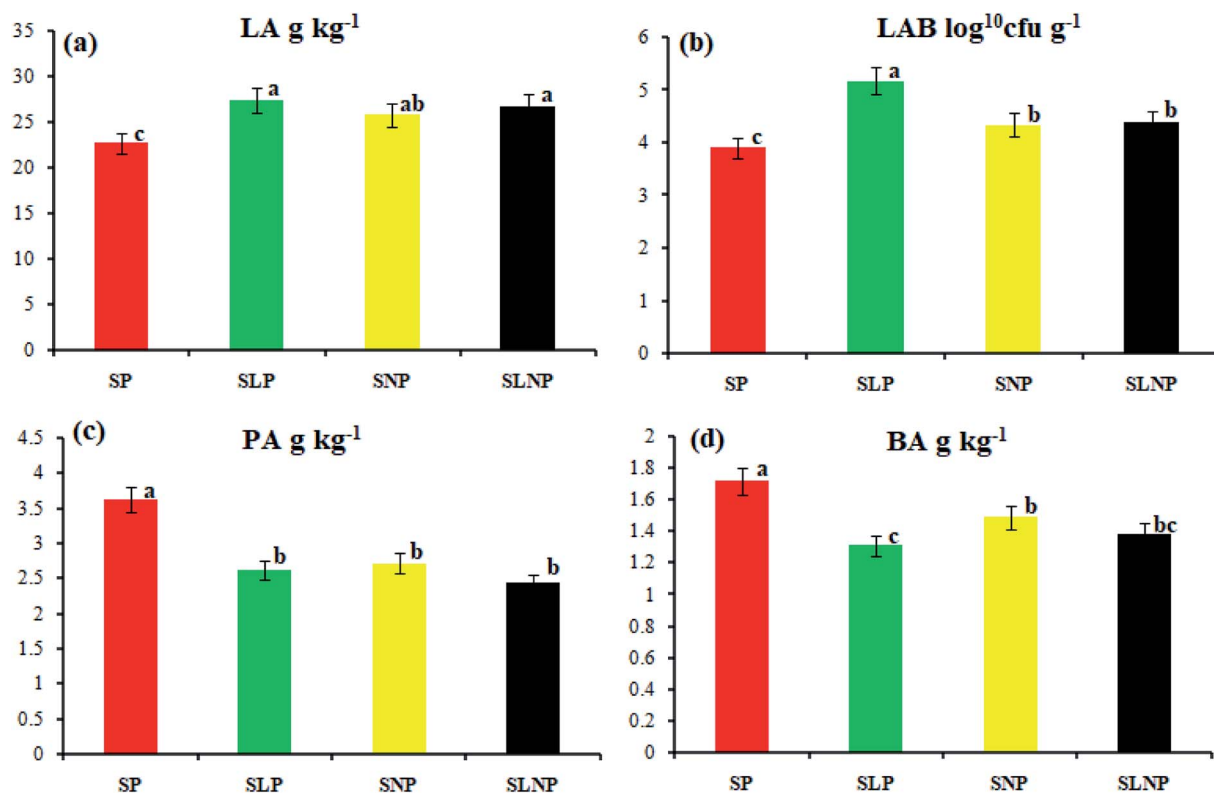 (a) LA g kg⁻¹
35
30
25
20
15
10
5
0
c
a
ab
a
SP SLP SNP SLNP
(b) LAB log¹⁰cfu g⁻¹
6
5
4
3
2
1
0
c
a
b
b
SP SLP SNP SLNP
(c) PA g kg⁻¹
4.5
4
3.5
3
2.5
2
1.5
1
0.5
0
a
b
b
b
SP SLP SNP SLNP
(d) BA g kg⁻¹
2
1.8
1.6
1.4
1.2
1
0.8
0.6
0.4
0.2
0
a
c
b
bc
SP SLP SNP SLNP